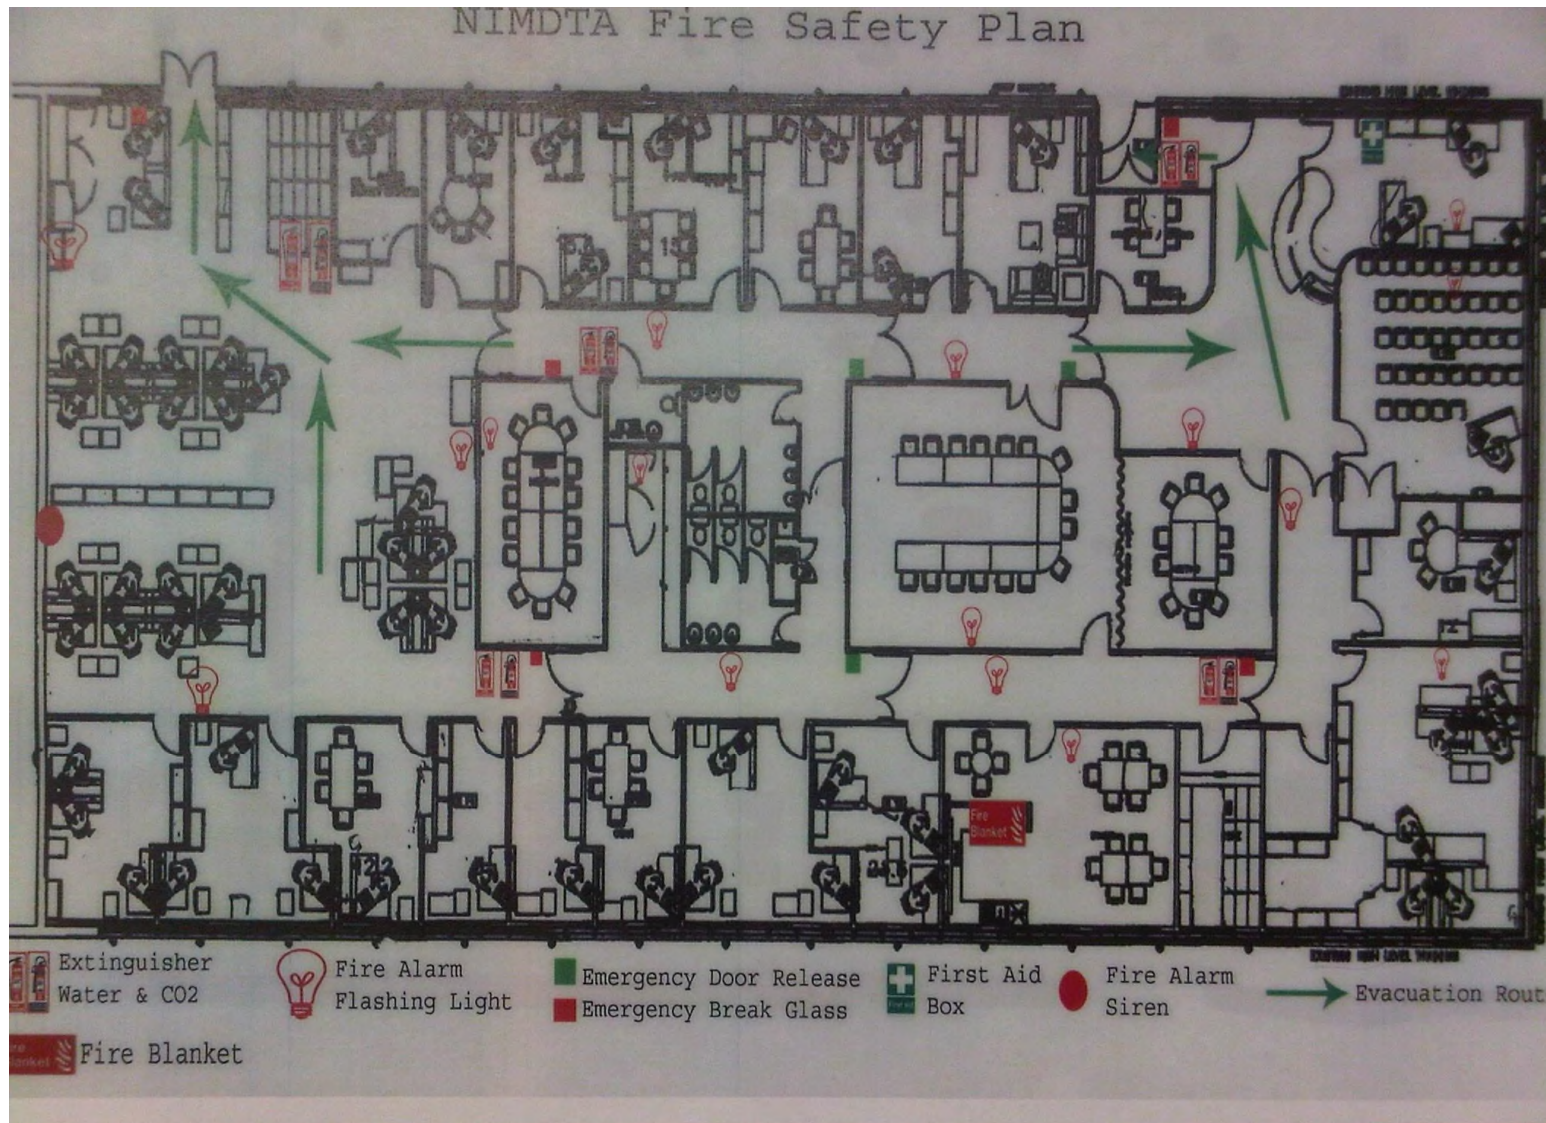 NIMDTA Fire Safety Plan
Fire
Blanket
Extinguisher
Water & CO2
Fire Alarm
Flashing Light
Emergency Door Release
Emergency Break Glass
First Aid
Box
Fire Alarm
Siren
Evacuation Rout
Fire Blanket